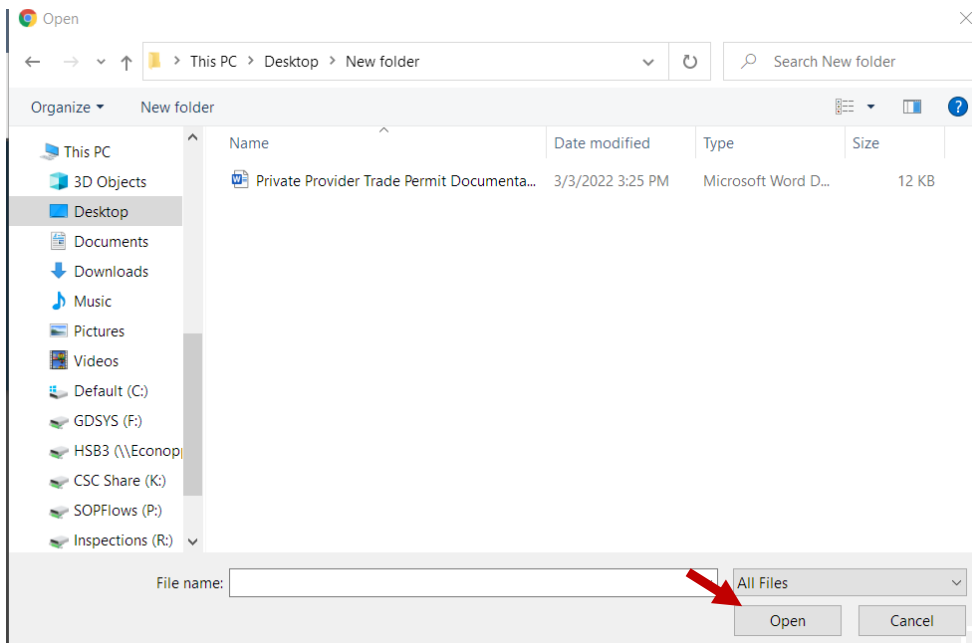 Open
This PC > Desktop > New folder
Search New folder
Organize
New folder
?
Name
Date modified
Type
Size
Private Provider Trade Permit Documenta...
3/3/2022 3:25 PM
Microsoft Word D...
12 KB
This PC
3D Objects
Desktop
Documents
Downloads
Music
Pictures
Videos
Default (C:)
GDSYS (F:)
HSB3 (\\Econop
CSC Share (K:)
SOPFlows (P:)
Inspections (R:)
File name:
All Files
Open
Cancel